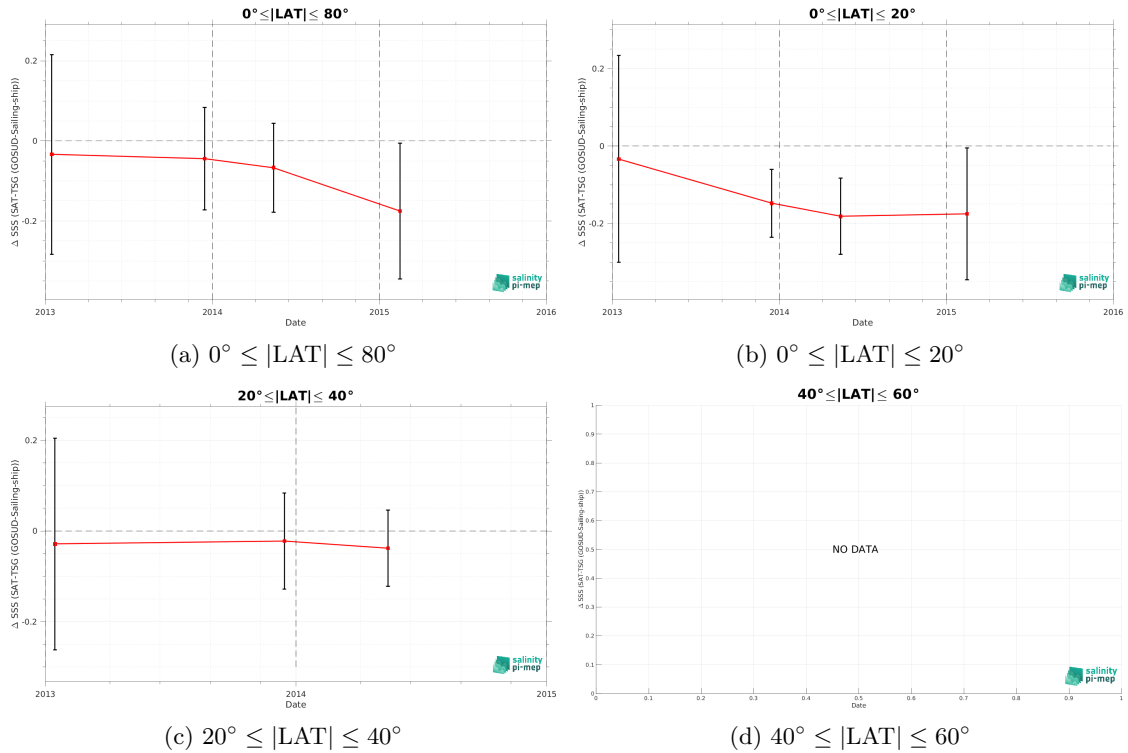 0°≤|LAT|≤ 80°
Δ SSS (SAT-TSG (GOSUD-Sailing-ship))
0.2
0
-0.2
salinity
pi-mep
2013 2014 2015 2016
Date
(a) 0° ≤ |LAT| ≤ 80°
0°≤|LAT|≤ 20°
Δ SSS (SAT-TSG (GOSUD-Sailing-ship))
0.2
0
-0.2
salinity
pi-mep
2013 2014 2015 2016
Date
(b) 0° ≤ |LAT| ≤ 20°
20°≤|LAT|≤ 40°
Δ SSS (SAT-TSG (GOSUD-Sailing-ship))
0.2
0
-0.2
salinity
pi-mep
2013 2014 2015
Date
(c) 20° ≤ |LAT| ≤ 40°
40°≤|LAT|≤ 60°
Δ SSS (SAT-TSG (GOSUD-Sailing-ship))
1
0.9
0.8
0.7
0.6
0.5
0.4
0.3
0.2
0.1
0
NO DATA
salinity
pi-mep
0 0.1 0.2 0.3 0.4 0.5 0.6 0.7 0.8 0.9 1
Date
(d) 40° ≤ |LAT| ≤ 60°